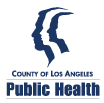 COUNTY OF LOS ANGELES
Public Health